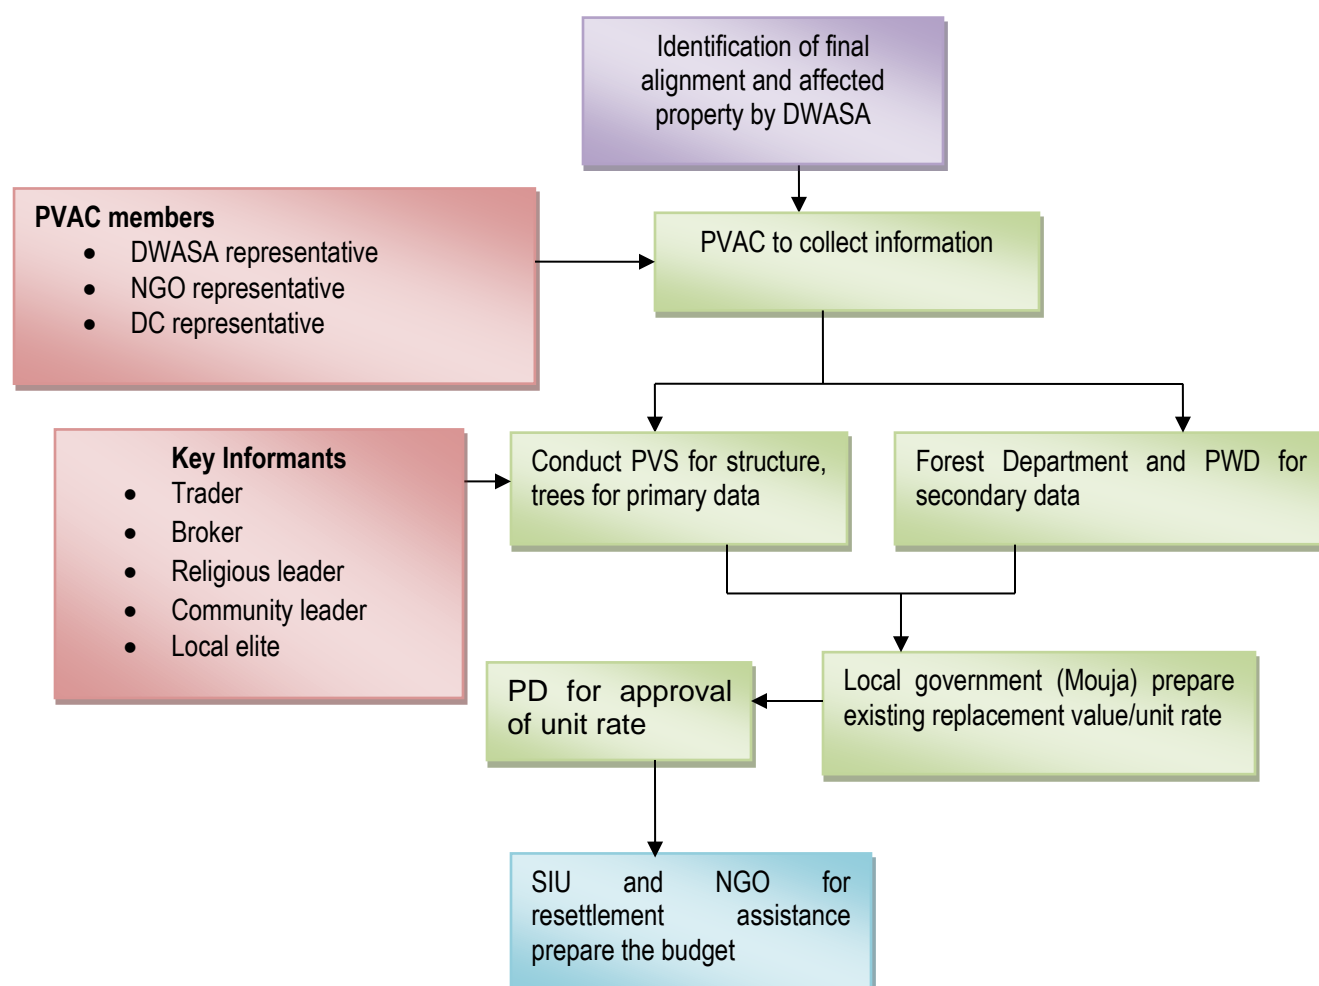 Identification of final
alignment and affected
property by DWASA
PVAC members
• DWASA representative
• NGO representative
• DC representative
PVAC to collect information
Key Informants
• Trader
• Broker
• Religious leader
• Community leader
• Local elite
Conduct PVS for structure,
trees for primary data
Forest Department and PWD for
secondary data
PD for approval
of unit rate
Local government (Mouja) prepare
existing replacement value/unit rate
SIU and NGO for
resettlement assistance
prepare the budget